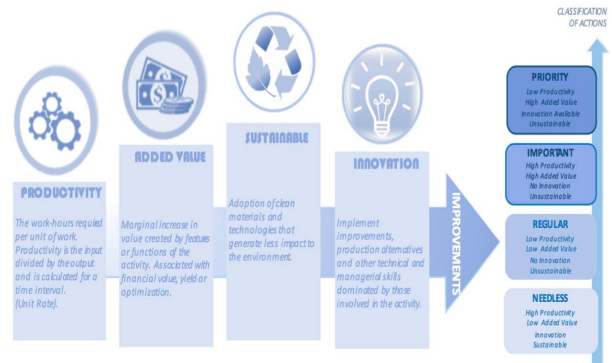 CLASSIFICATION
OF ACTIONS
PRODUCTIVITY
The work-hours required
per unit of work.
Productivity is the input
divided by the output
and is calculated for a
time interval.
(Unit Rate).
ADDED VALUE
Marginal increase in
value created by features
or functions of the
activity. Associated with
financial value, yield or
optimization.
SUSTAINABLE
Adoption of clean
materials and
technologies that
generate less impact to
the environment.
INNOVATION
Implement
improvements,
production alternatives
and other technical and
managerial skills
dominated by those
involved in the activity.
IMPROVEMENTS
PRIORITY
Low Productivity
High Added Value
Innovation Available
Unsustainable
IMPORTANT
High Productivity
High Added Value
No Innovation
Unsustainable
REGULAR
Low Productivity
Low Added Value
No Innovation
Unsustainable
NEEDLESS
High Productivity
Low Added Value
Innovation
Sustainable